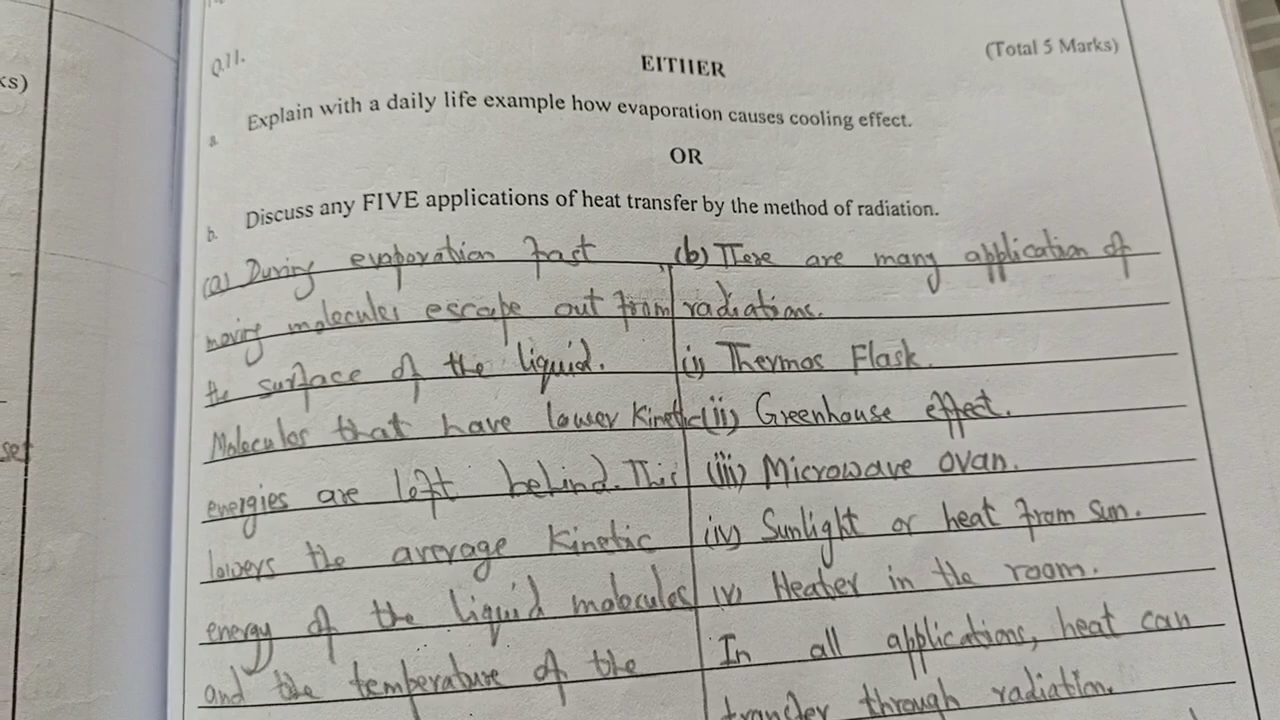 ks)
Q.11.
(Total 5 Marks)
EITHER
a. Explain with a daily life example how evaporation causes cooling effect.
OR
b. Discuss any FIVE applications of heat transfer by the method of radiation.
(a) During evaporation fast
moving molecules escape out from
the surface of the liquid.
Molecules that have lower Kinetic
energies are left behind. This
lowers the average Kinetic
energy of the liquid molecules
and the temperature of the
(b) There are many application of
radiations.
(i) Thermos Flask.
(ii) Greenhouse effect.
(iii) Microwave ovan.
(iv) Sunlight or heat from sun.
(v) Heater in the room.
In all applications, heat can
transfer through radiation.
set